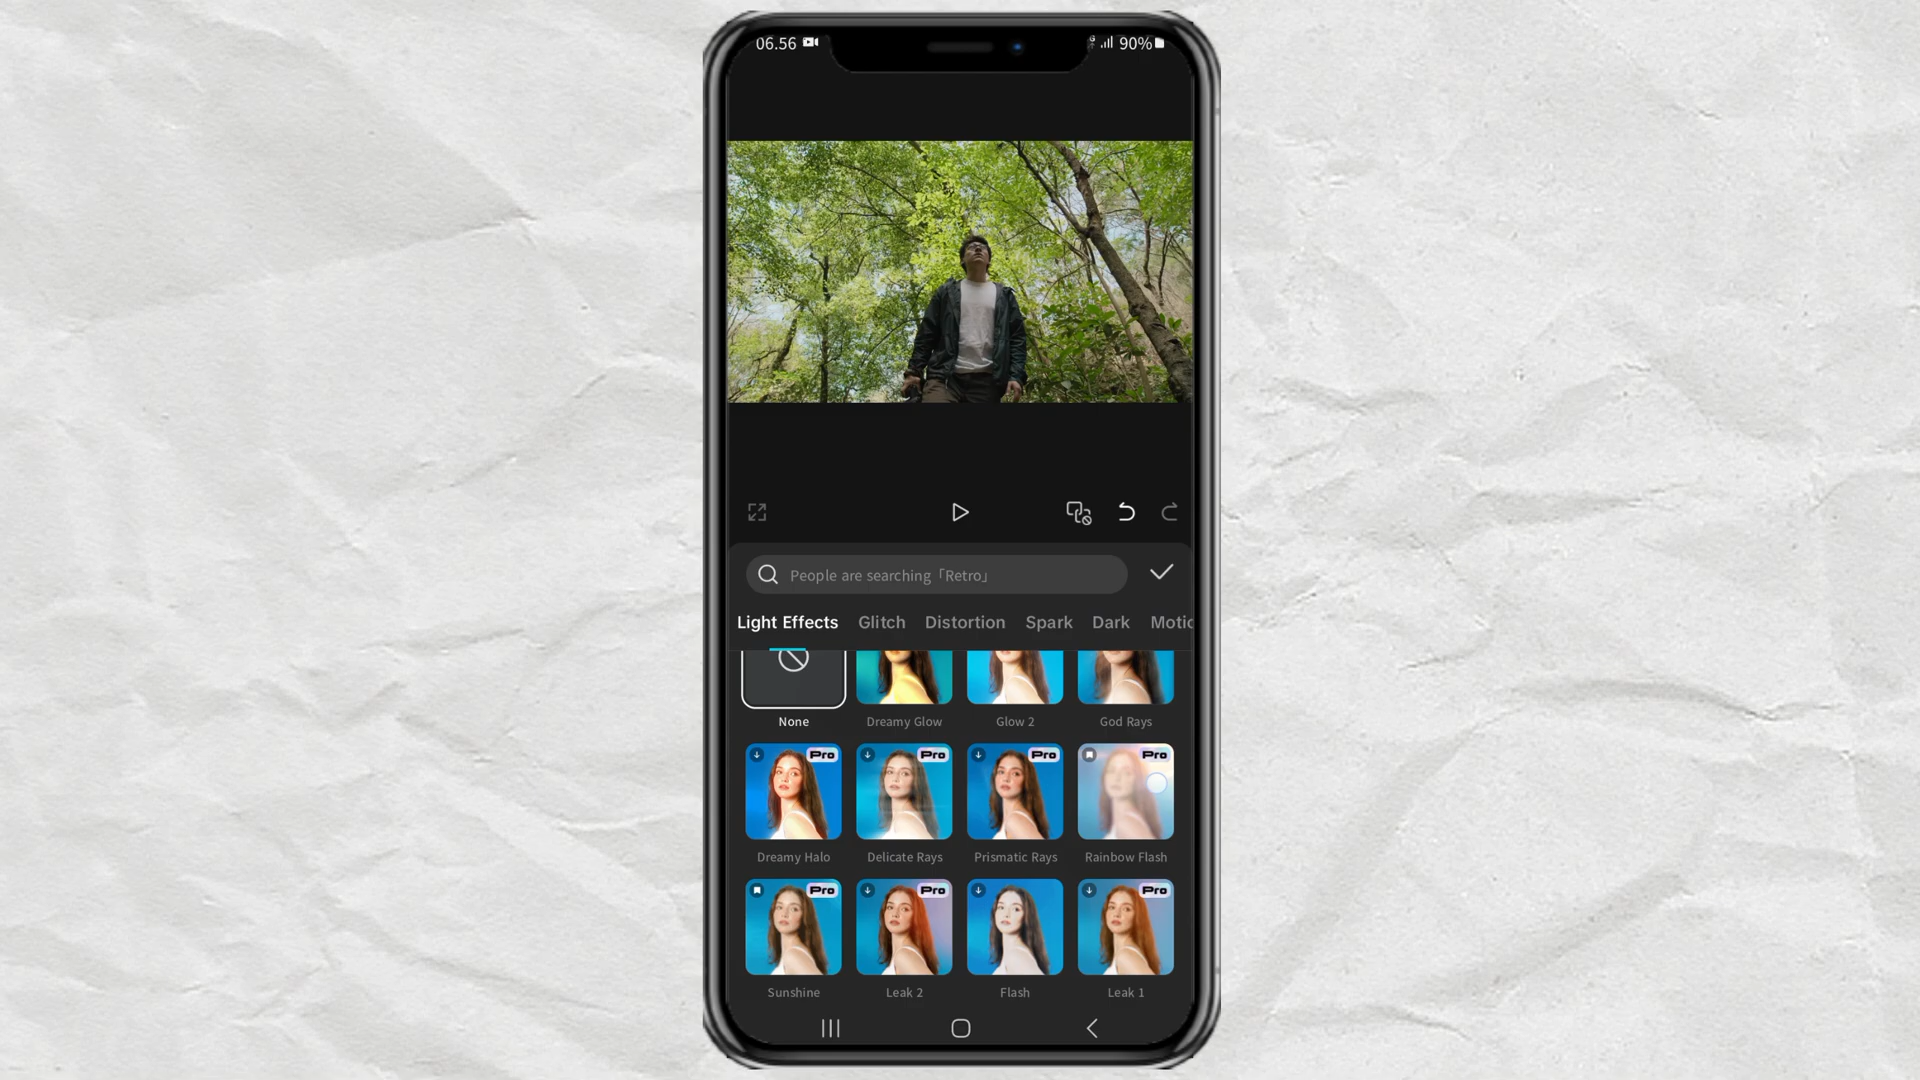 06.56
90%
People are searching「Retro」
Light Effects Glitch Distortion Spark Dark Motic
None Dreamy Glow Glow 2 God Rays
Pro Pro Pro Pro
Dreamy Halo Delicate Rays Prismatic Rays Rainbow Flash
Pro Pro Pro
Sunshine Leak 2 Flash Leak 1